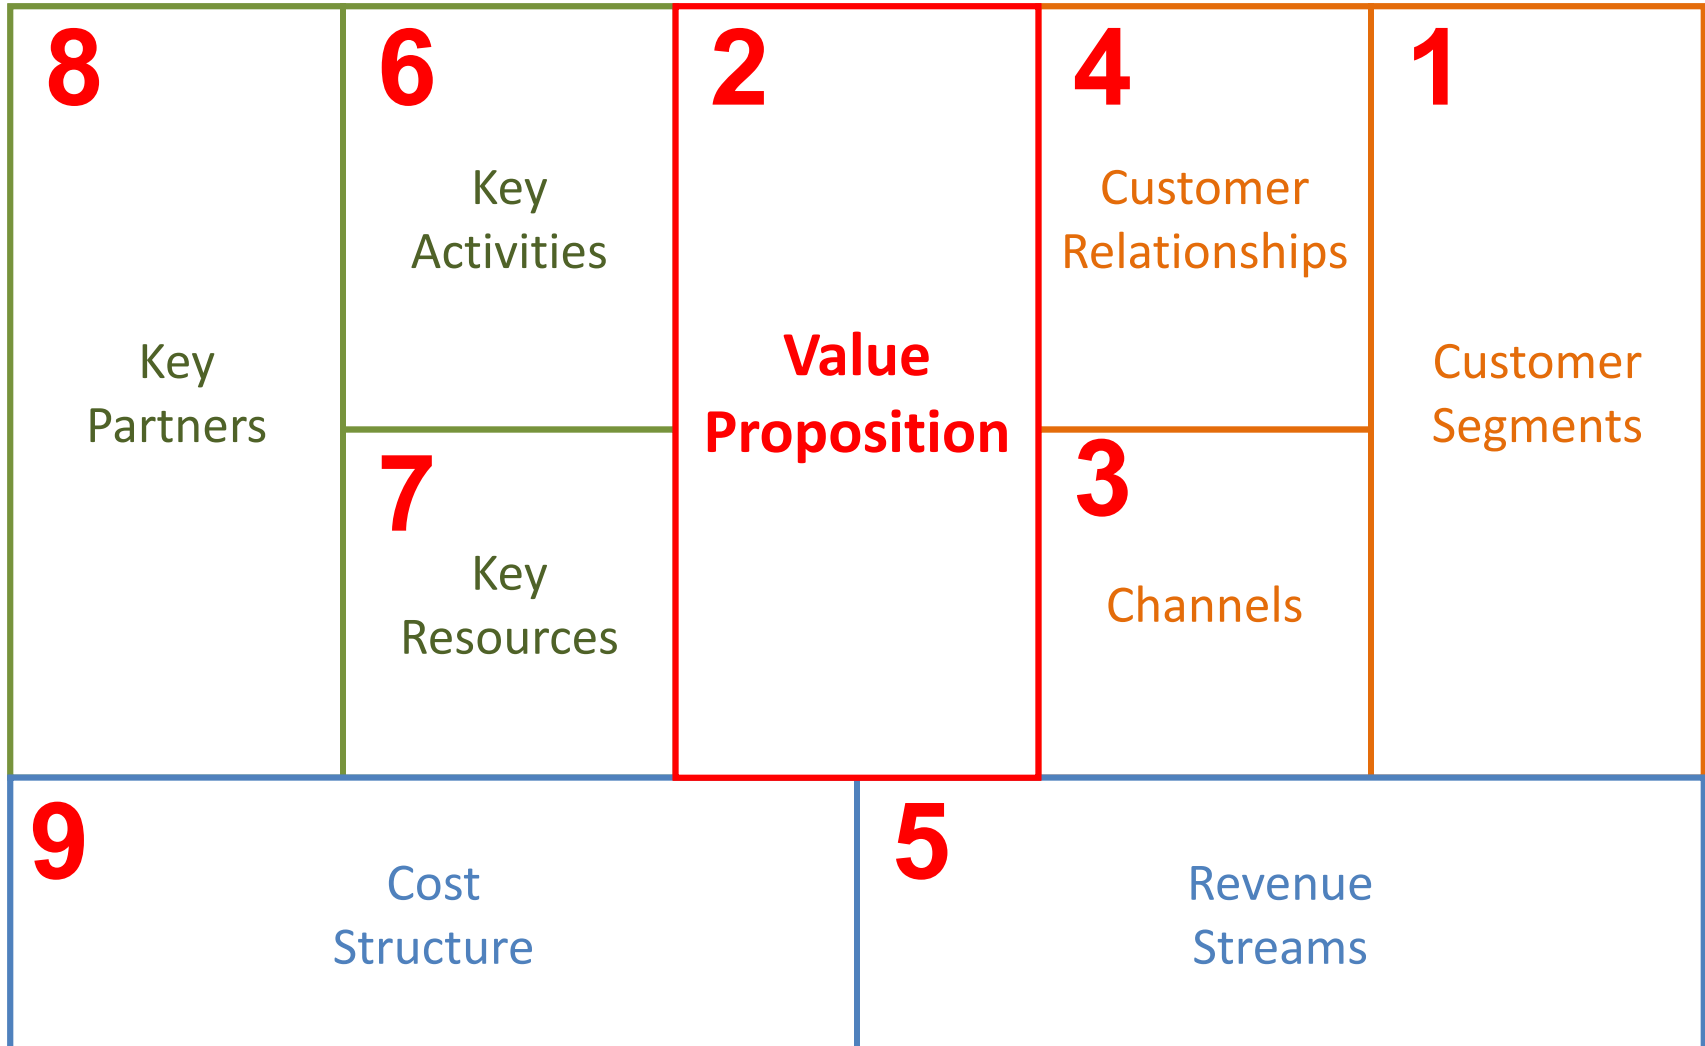 8
Key
Partners
6
Key
Activities
7
Key
Resources
2
Value
Proposition
4
Customer
Relationships
3
Channels
1
Customer
Segments
9
Cost
Structure
5
Revenue
Streams